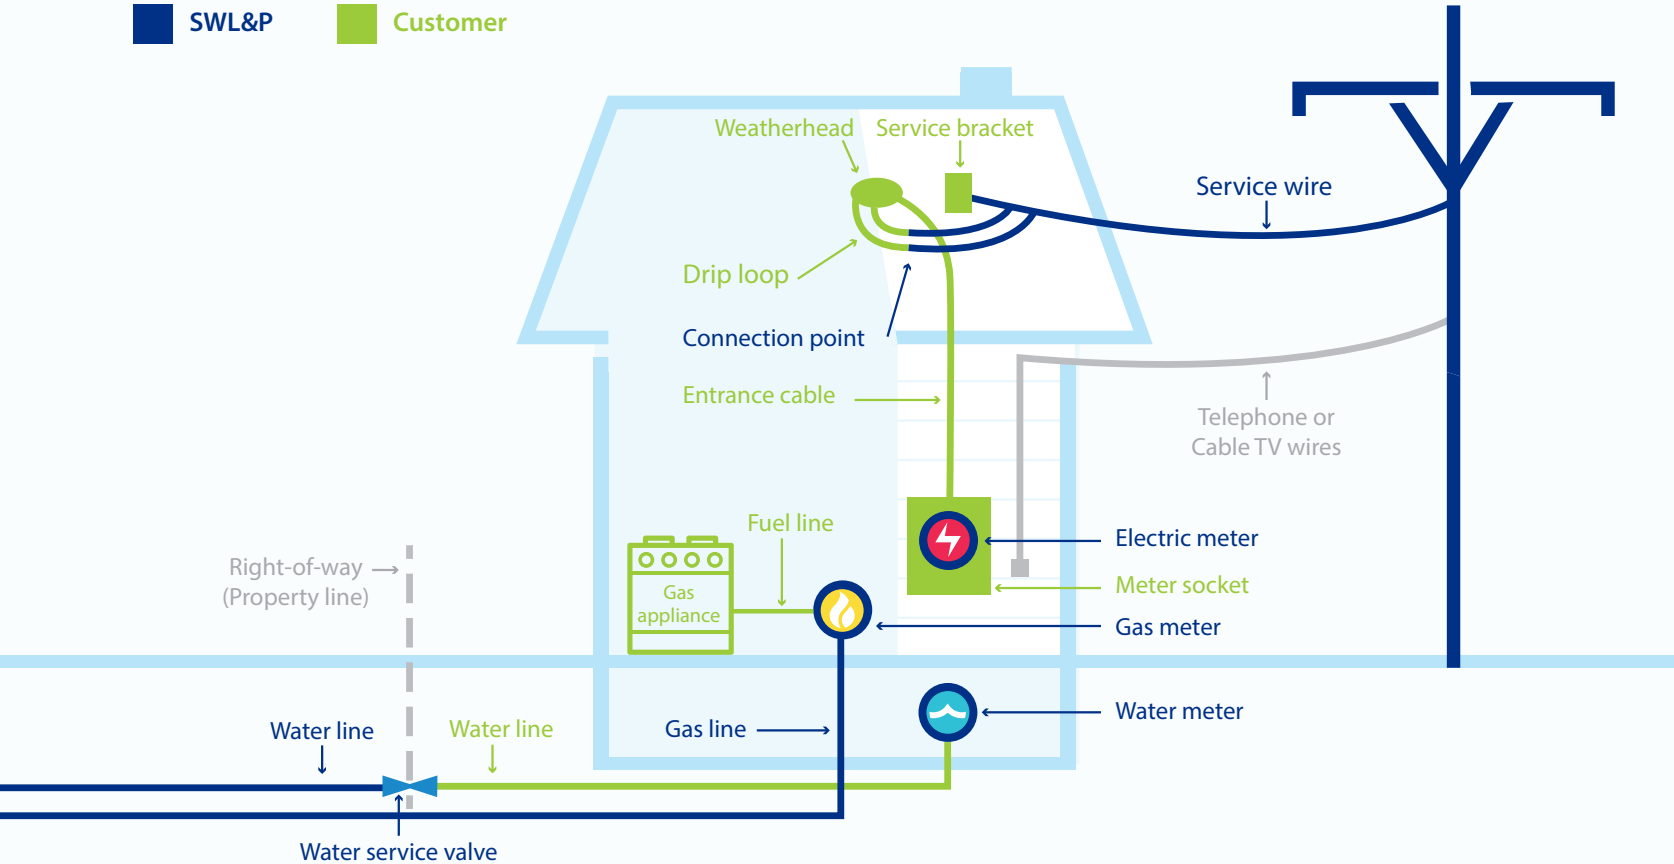 SWL&P
Customer
Weatherhead
Service bracket
Service wire
Drip loop
Connection point
Entrance cable
Telephone or
Cable TV wires
Fuel line
Electric meter
Right-of-way
(Property line)
Gas
appliance
Meter socket
Gas meter
Water line
Water line
Gas line
Water meter
Water service valve